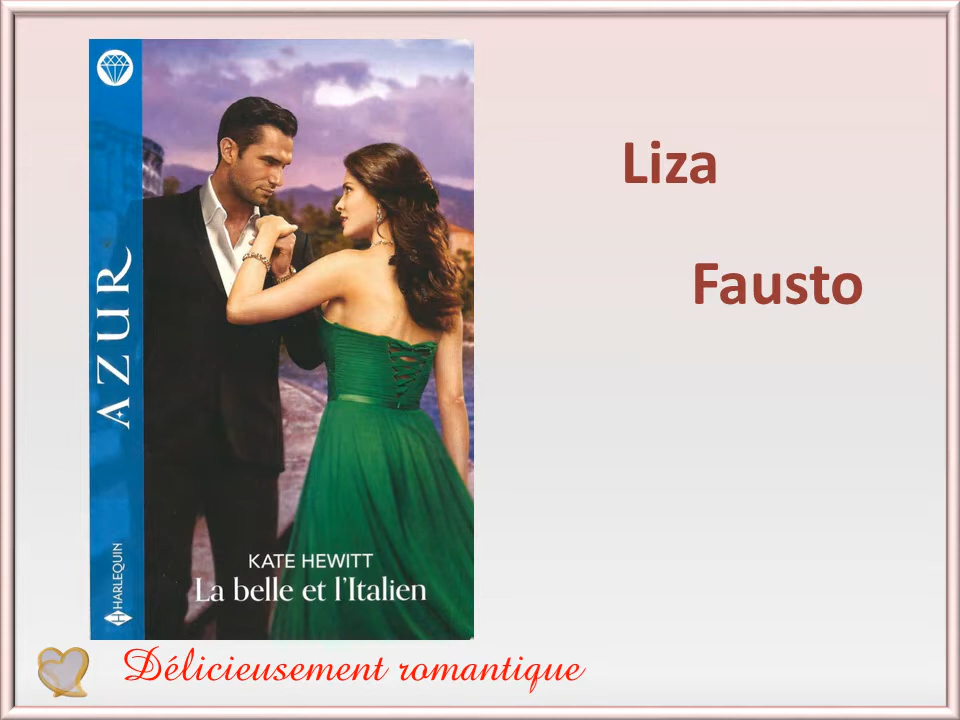 AZUR
HARLEQUIN
KATE HEWITT
La belle et l'Italien
Liza
Fausto
Délicieusement romantique